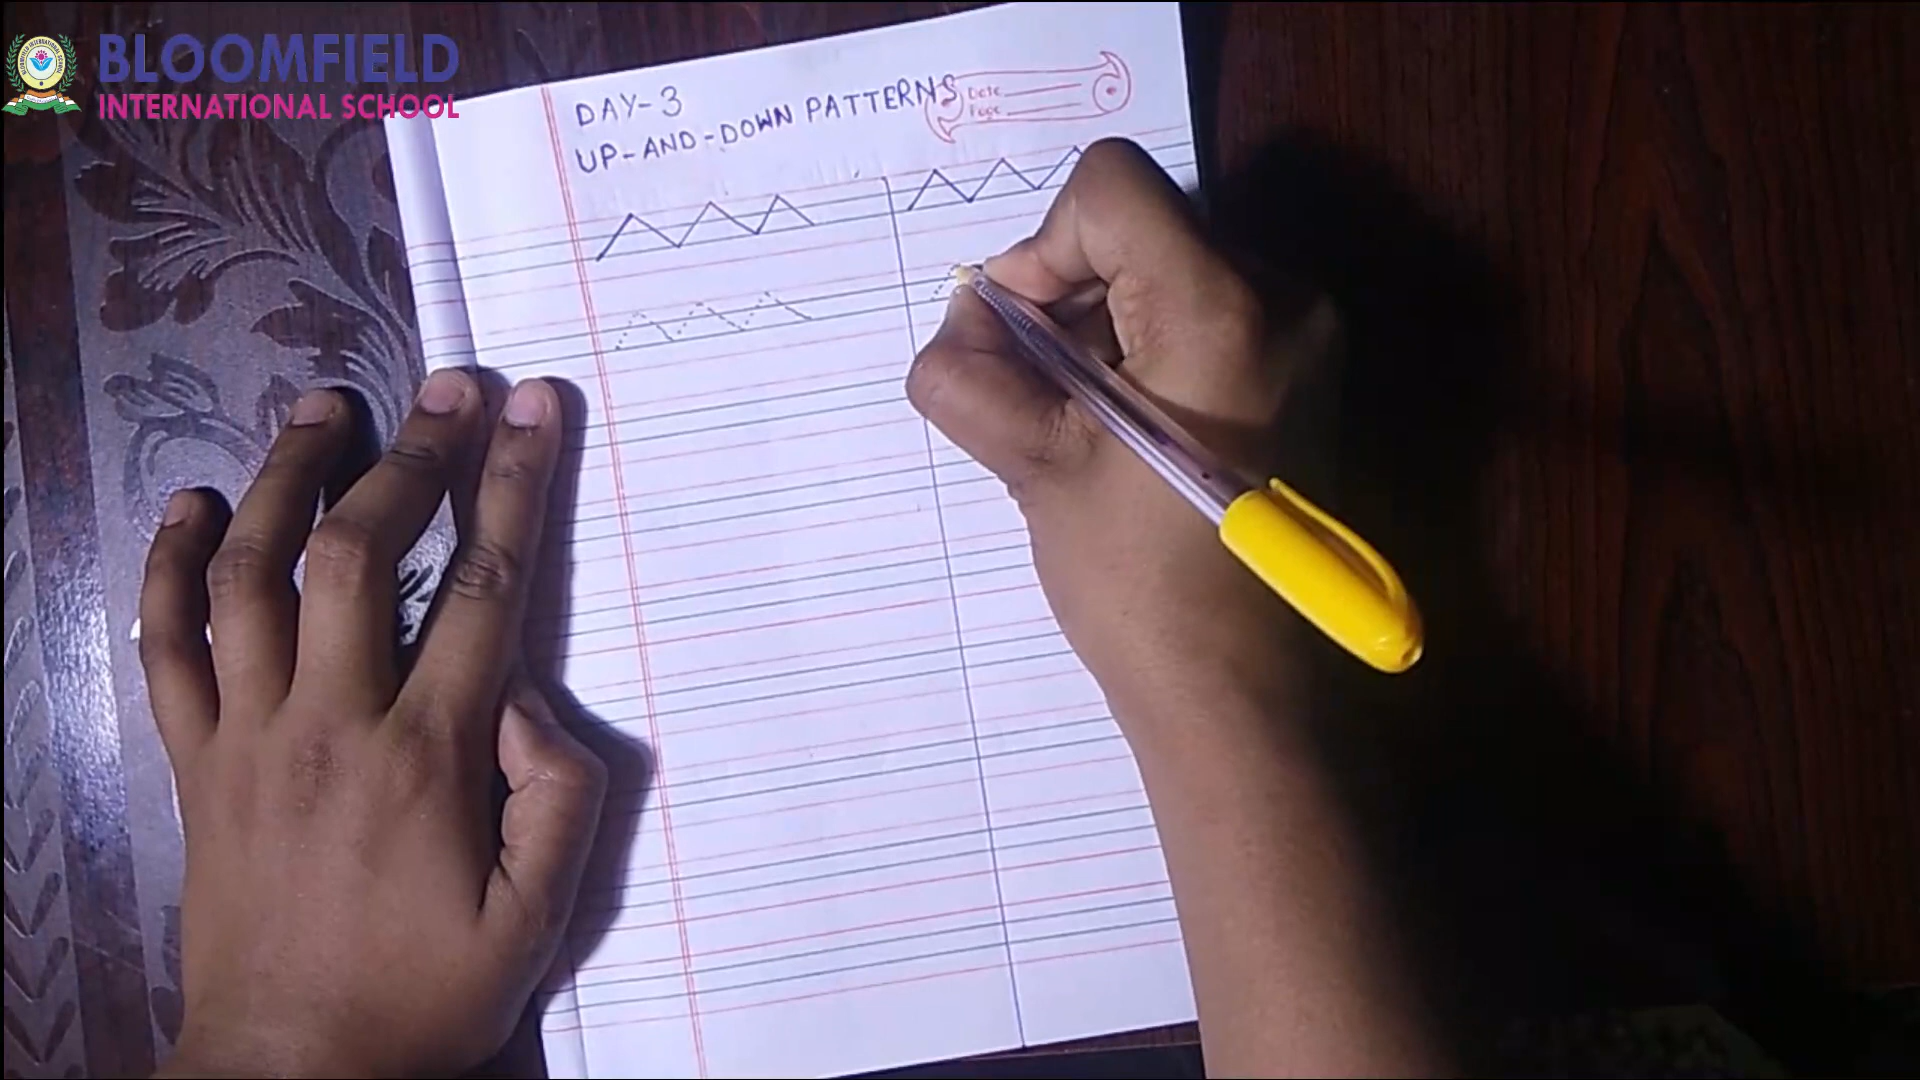 BLOOMFIELD
INTERNATIONAL SCHOOL
DAY-3
UP-AND-DOWN PATTERNS
Date
Page